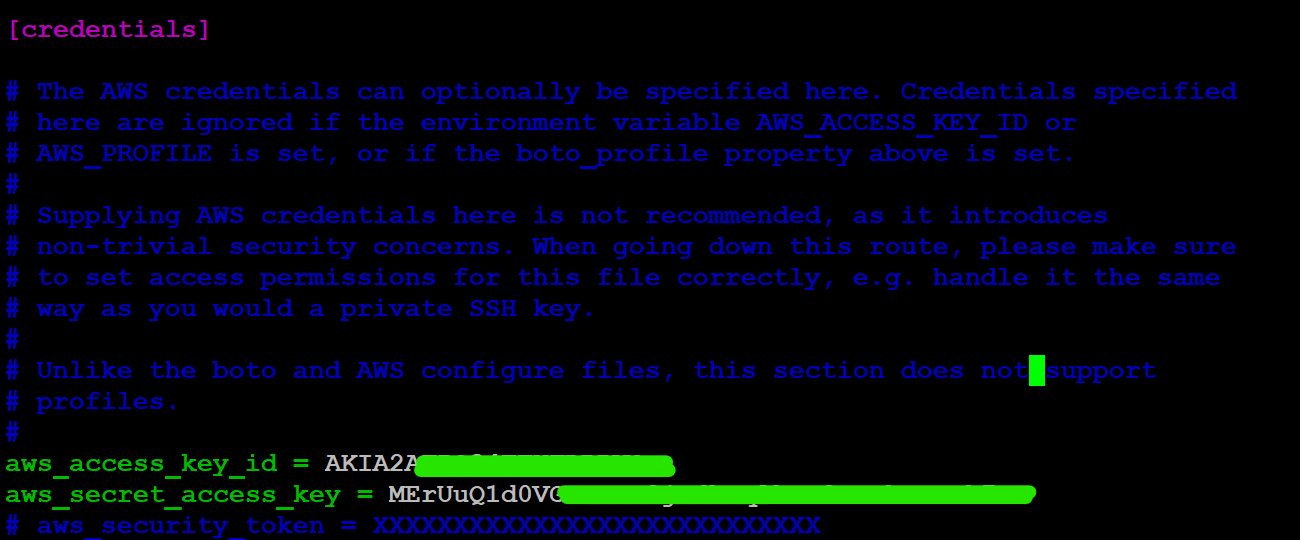 [credentials]
# The AWS credentials can optionally be specified here. Credentials specified
# here are ignored if the environment variable AWS_ACCESS_KEY_ID or
# AWS_PROFILE is set, or if the boto_profile property above is set.
#
# Supplying AWS credentials here is not recommended, as it introduces
# non-trivial security concerns. When going down this route, please make sure
# to set access permissions for this file correctly, e.g. handle it the same
# way as you would a private SSH key.
#
# Unlike the boto and AWS configure files, this section does not support
# profiles.
#
aws_access_key_id = AKIA2A
aws_secret_access_key = MErUuQ1d0V
# aws_security_token = XXXXXXXXXXXXXXXXXXXXXXXXXXXX